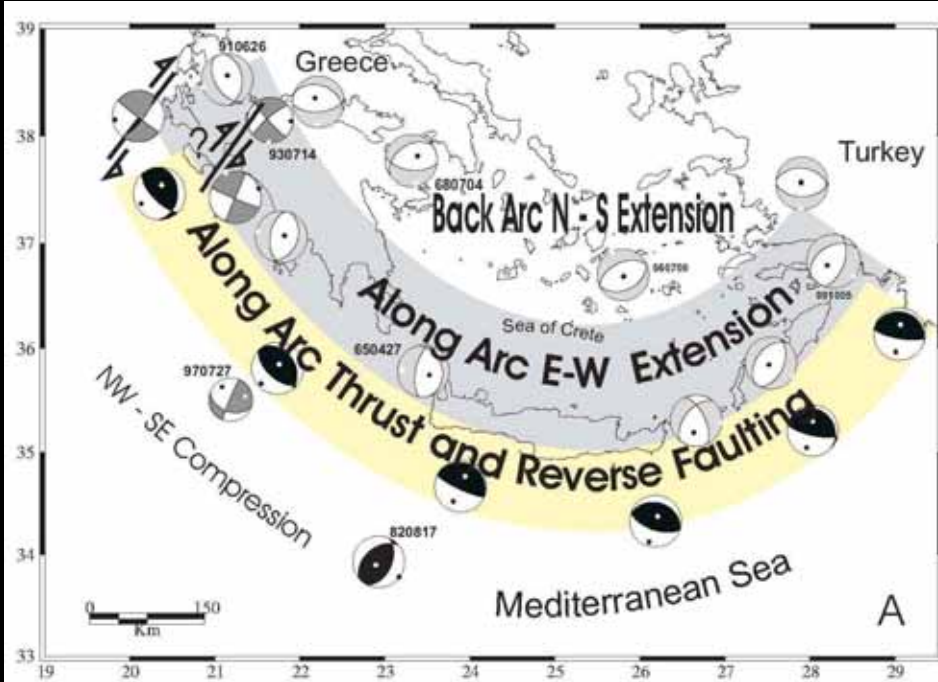 39
910626
Greece
38
?
930714
Turkey
680704
Back Arc N - S Extension
37
Along Arc E-W Extension
Sea of Crete
36
650427
970727
Along Arc Thrust and Reverse Faulting
NW - SE Compression
35
34
820817
Mediterranean Sea
0 150
Km
A
33
19 20 21 22 23 24 25 26 27 28 29